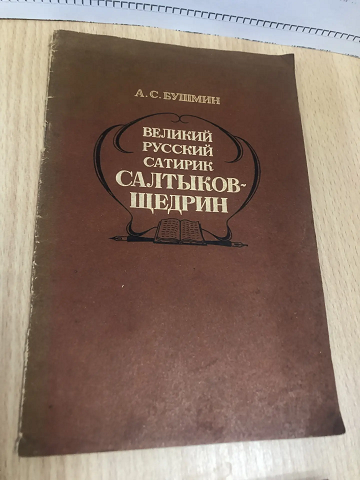 А. С. БУШМИН
ВЕЛИКИЙ
РУССКИЙ
САТИРИК
САЛТЫКОВ-
ЩЕДРИН